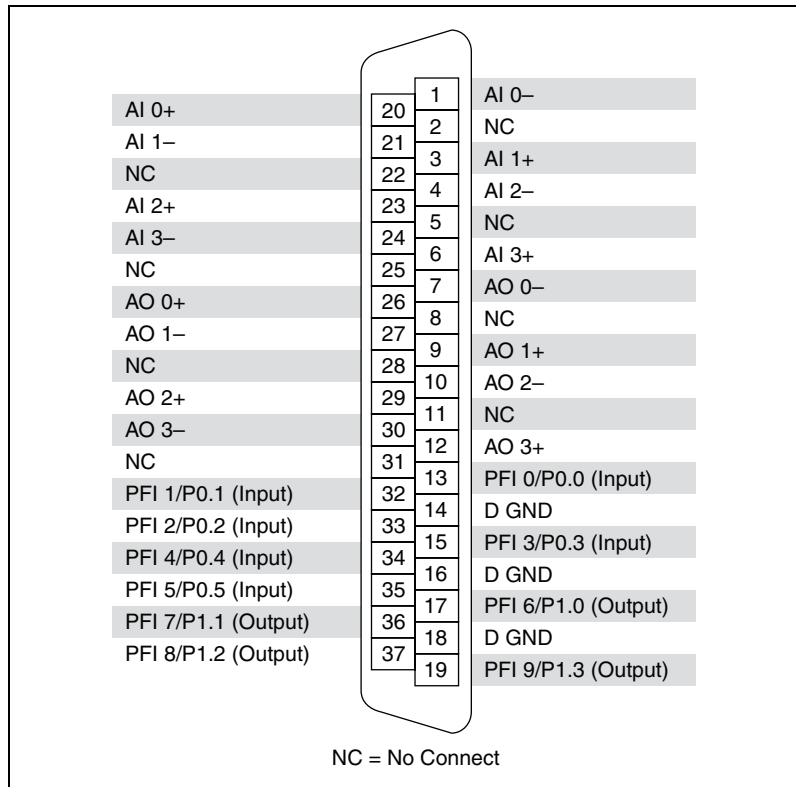 AI 0+ 20 1 AI 0–
AI 1– 21 2 NC
NC 22 3 AI 1+
AI 2+ 23 4 AI 2–
AI 3– 24 5 NC
NC 25 6 AI 3+
AO 0+ 26 7 AO 0–
AO 1– 27 8 NC
NC 28 9 AO 1+
AO 2+ 29 10 AO 2–
AO 3– 30 11 NC
NC 31 12 AO 3+
PFI 1/P0.1 (Input) 32 13 PFI 0/P0.0 (Input)
PFI 2/P0.2 (Input) 33 14 D GND
PFI 4/P0.4 (Input) 34 15 PFI 3/P0.3 (Input)
PFI 5/P0.5 (Input) 35 16 D GND
PFI 7/P1.1 (Output) 36 17 PFI 6/P1.0 (Output)
PFI 8/P1.2 (Output) 37 18 D GND
19 PFI 9/P1.3 (Output)
NC = No Connect